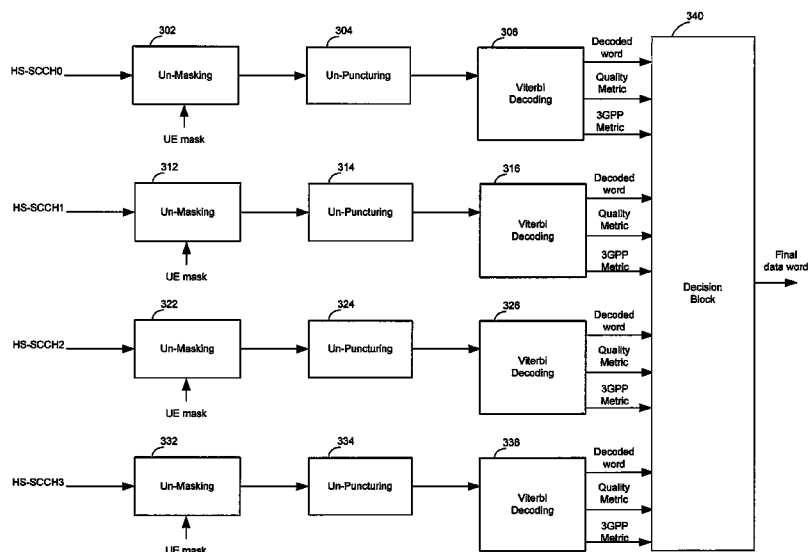 302
304
306
340
HS-SCCH0
Un-Masking
Un-Puncturing
Viterbi
Decoding
Decoded
word
Quality
Metric
3GPP
Metric
UE mask
312
314
316
HS-SCCH1
Un-Masking
Un-Puncturing
Viterbi
Decoding
Decoded
word
Quality
Metric
3GPP
Metric
UE mask
Decision
Block
Final
data word
322
324
326
HS-SCCH2
Un-Masking
Un-Puncturing
Viterbi
Decoding
Decoded
word
Quality
Metric
3GPP
Metric
UE mask
332
334
336
HS-SCCH3
Un-Masking
Un-Puncturing
Viterbi
Decoding
Decoded
word
Quality
Metric
3GPP
Metric
UE mask